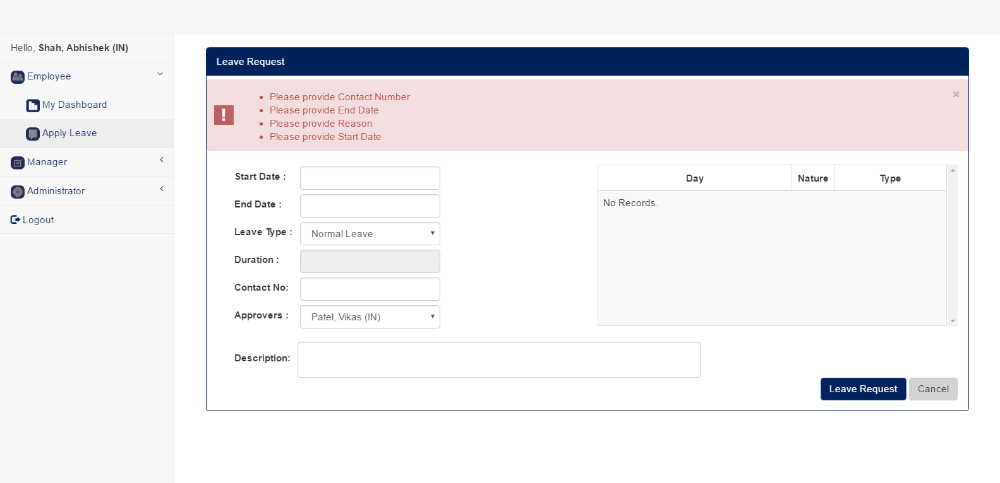 Hello, Shah, Abhishek (IN)
Employee
My Dashboard
Apply Leave
Manager
Administrator
Logout
Leave Request
Please provide Contact Number
Please provide End Date
Please provide Reason
Please provide Start Date
×
!
Start Date :
End Date :
Leave Type : Normal Leave
Duration :
Contact No:
Approvers : Patel, Vikas (IN)
Day Nature Type
No Records.
Description:
Leave Request Cancel